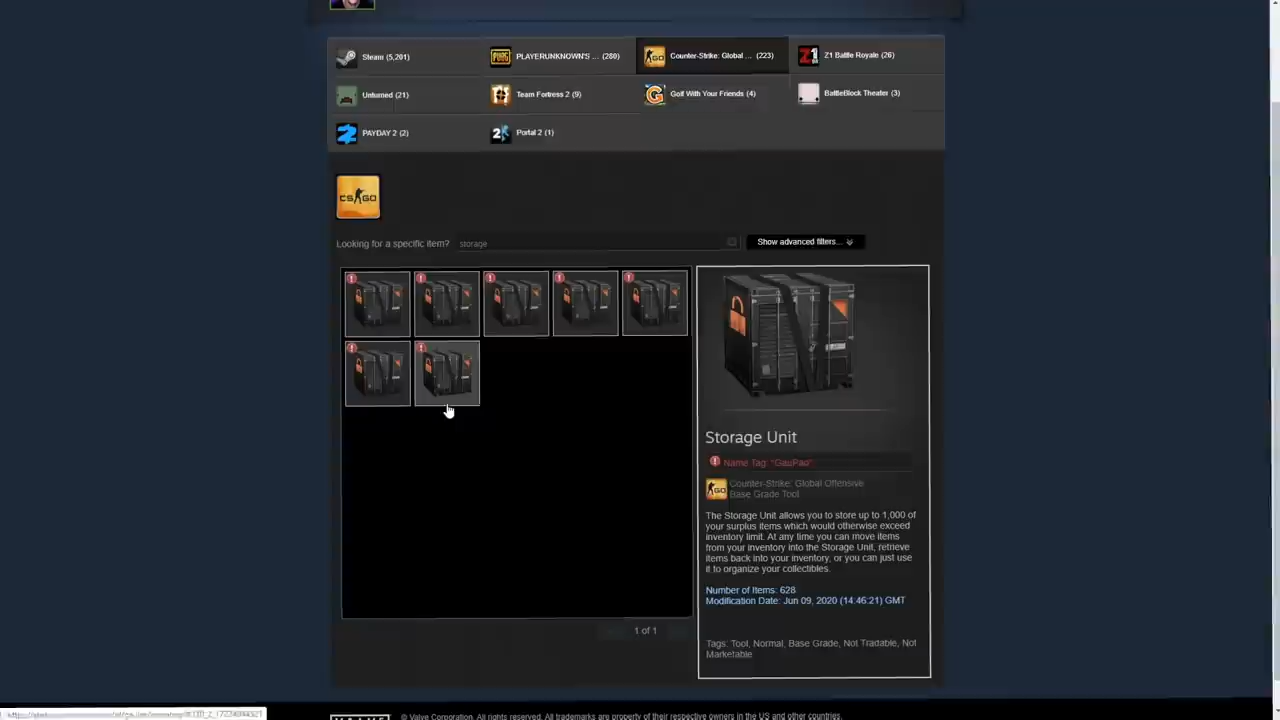 Steam (5,201)
PLAYERUNKNOWN'S ... (289)
Counter-Strike: Global ... (223)
Z1 Battle Royale (26)
Unturned (21)
Team Fortress 2 (9)
Golf With Your Friends (4)
BattleBlock Theater (3)
PAYDAY 2 (2)
Portal 2 (1)
CS GO
Looking for a specific item?
storage
Show advanced filters...
Storage Unit
Name Tag: "GauPao"
Counter-Strike: Global Offensive
Base Grade Tool
The Storage Unit allows you to store up to 1,000 of
your surplus items which would otherwise exceed
inventory limit. At any time you can move items
from your inventory into the Storage Unit, retrieve
items back into your inventory, or you can just use
it to organize your collectibles.
Number of Items: 628
Modification Date: Jun 09, 2020 (14:46:21) GMT
1 of 1
Tags: Tool, Normal, Base Grade, Not Tradable, Not
Marketable
© Valve Corporation. All rights reserved. All trademarks are property of their respective owners in the US and other countries.